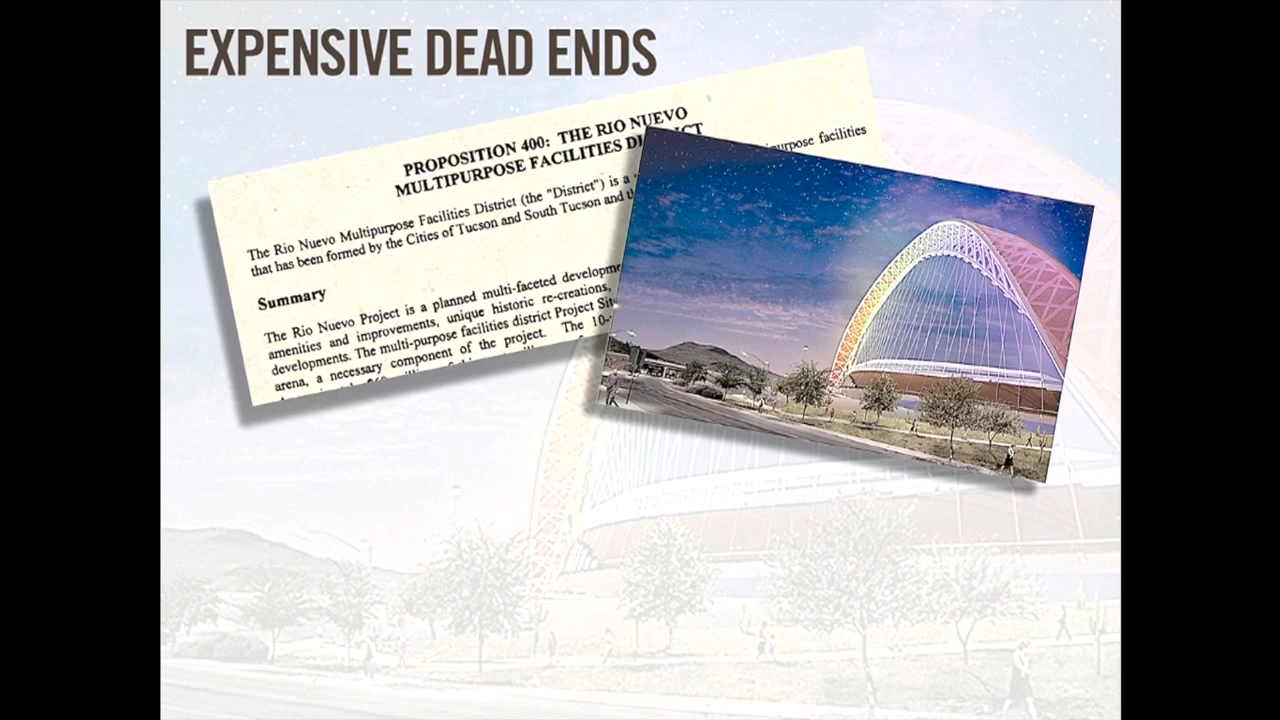 EXPENSIVE DEAD ENDS
PROPOSITION 400: THE RIO NUEVO
MULTIPURPOSE FACILITIES
The Rio Nuevo Multipurpose Facilities District (the "District") is a purpose facilities
that has been formed by the Cities of Tucson and South Tucson and
Summary
The Rio Nuevo Project is a planned multi-faceted
amenities and improvements, unique historic re-creations,
developments. The multi-purpose facilities district Project
arena, a necessary component of the project. The